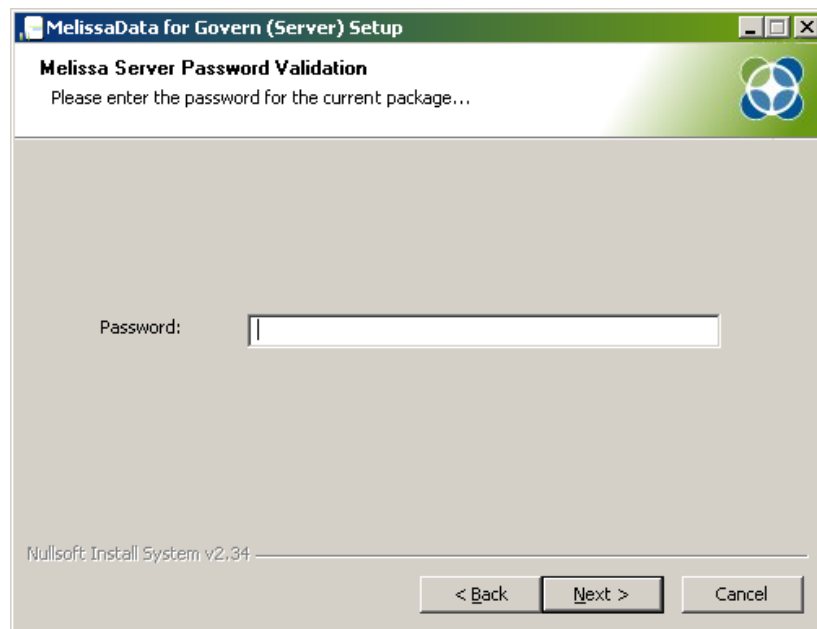 MelissaData for Govern (Server) Setup
Melissa Server Password Validation
Please enter the password for the current package...
Password:
Nullsoft Install System v2.34
< Back Next > Cancel